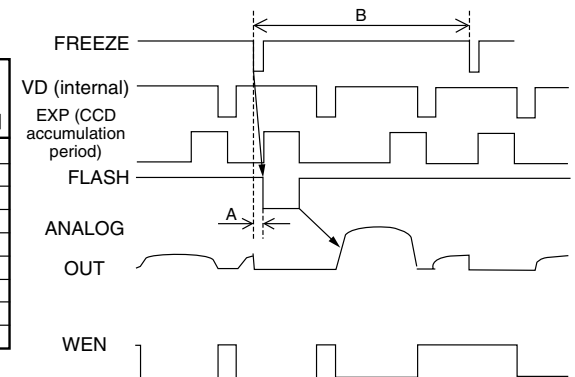 B
FREEZE
VD (internal)
EXP (CCD
accumulation
period)
FLASH
A
ANALOG
OUT
WEN